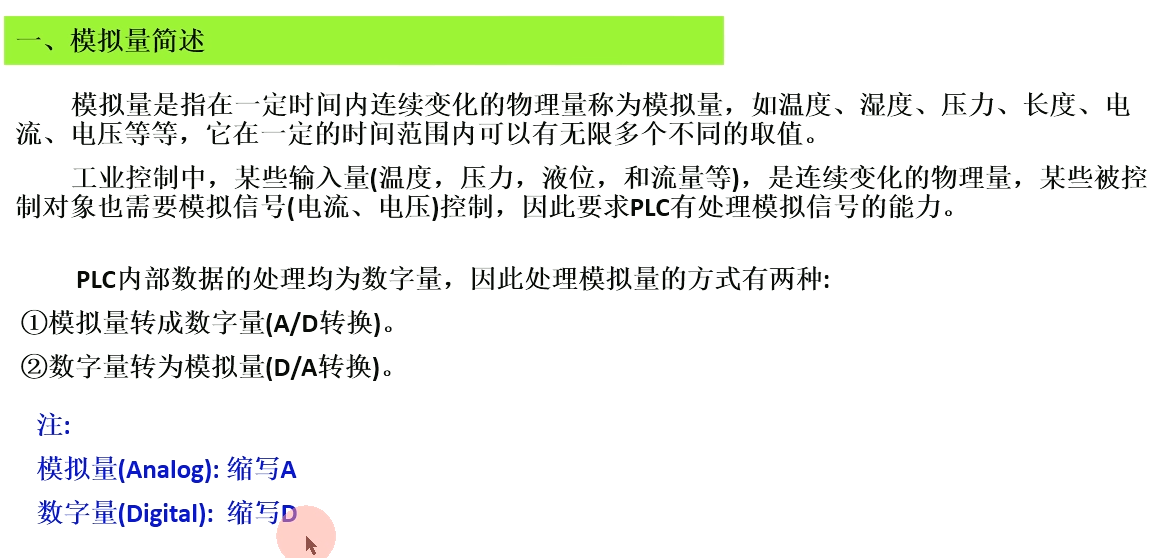 一、模拟量简述
模拟量是指在一定时间内连续变化的物理量称为模拟量，如温度、湿度、压力、长度、电
流、电压等等，它在一定的时间范围内可以有无限多个不同的取值。
工业控制中，某些输入量(温度，压力，液位，和流量等)，是连续变化的物理量，某些被控
制对象也需要模拟信号(电流、电压)控制，因此要求PLC有处理模拟信号的能力。
PLC内部数据的处理均为数字量，因此处理模拟量的方式有两种:
①模拟量转成数字量(A/D转换)。
②数字量转为模拟量(D/A转换)。
注:
模拟量(Analog): 缩写A
数字量(Digital): 缩写D